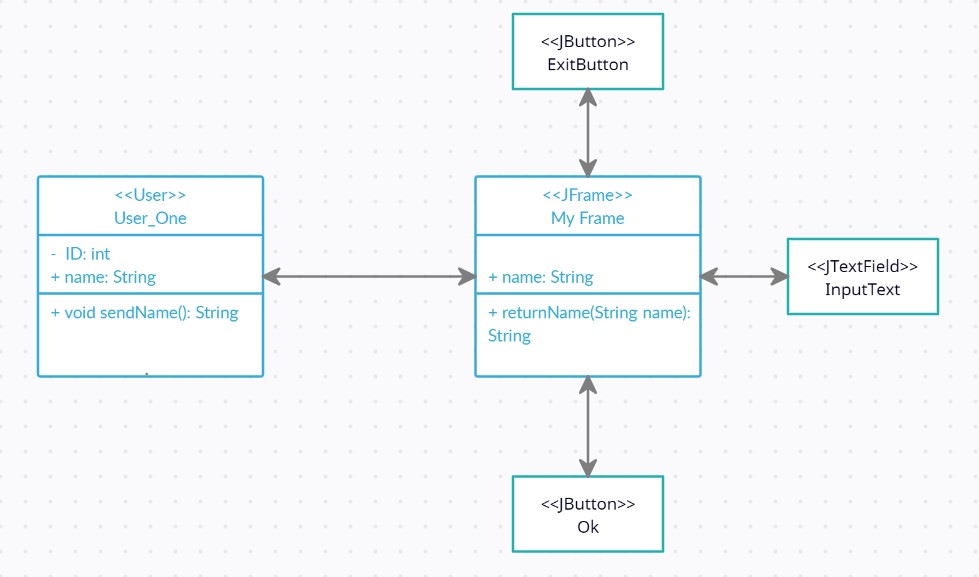 <<JButton>>
ExitButton
<<User>>
User_One
- ID: int
+ name: String
+ void sendName(): String
<<JFrame>>
My Frame
+ name: String
+ returnName(String name):
String
<<JTextField>>
InputText
<<JButton>>
Ok